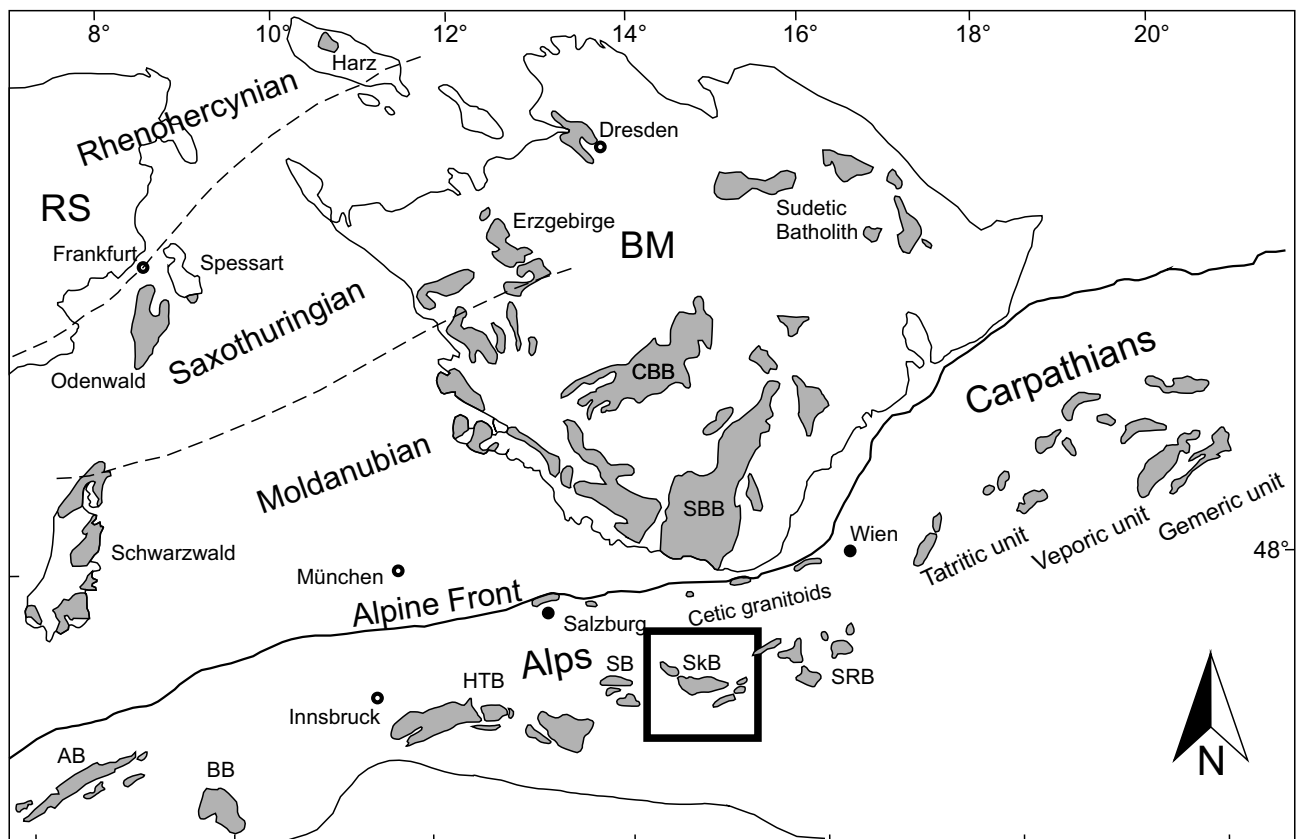 8°
10°
12°
14°
16°
18°
20°
Harz
Rhenohercynian
Dresden
RS
Sudetic
Batholith
Erzgebirge
BM
Frankfurt
Spessart
Saxothuringian
Odenwald
CBB
Carpathians
Moldanubian
SBB
Schwarzwald
Wien
Gemeric unit
Veporic unit
Tatritic unit
48°
München
Alpine Front
Cetic granitoids
Salzburg
Alps
SB
SkB
SRB
HTB
Innsbruck
AB
BB
N